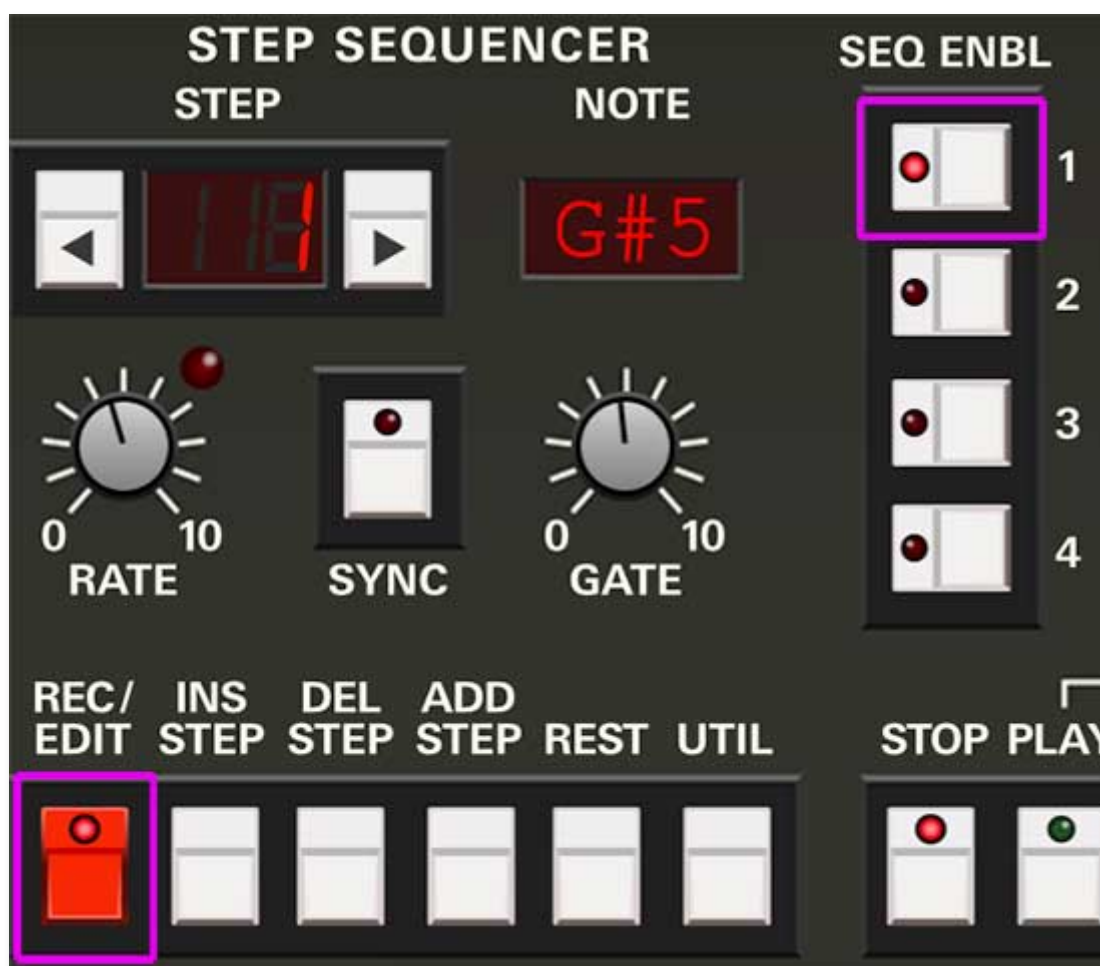 STEP SEQUENCER
STEP
NOTE
1
G#5
0
10
RATE
SYNC
0
10
GATE
SEQ ENBL
1
2
3
4
REC/
EDIT
INS
STEP
DEL
STEP
ADD
STEP
REST
UTIL
STOP
PLAY